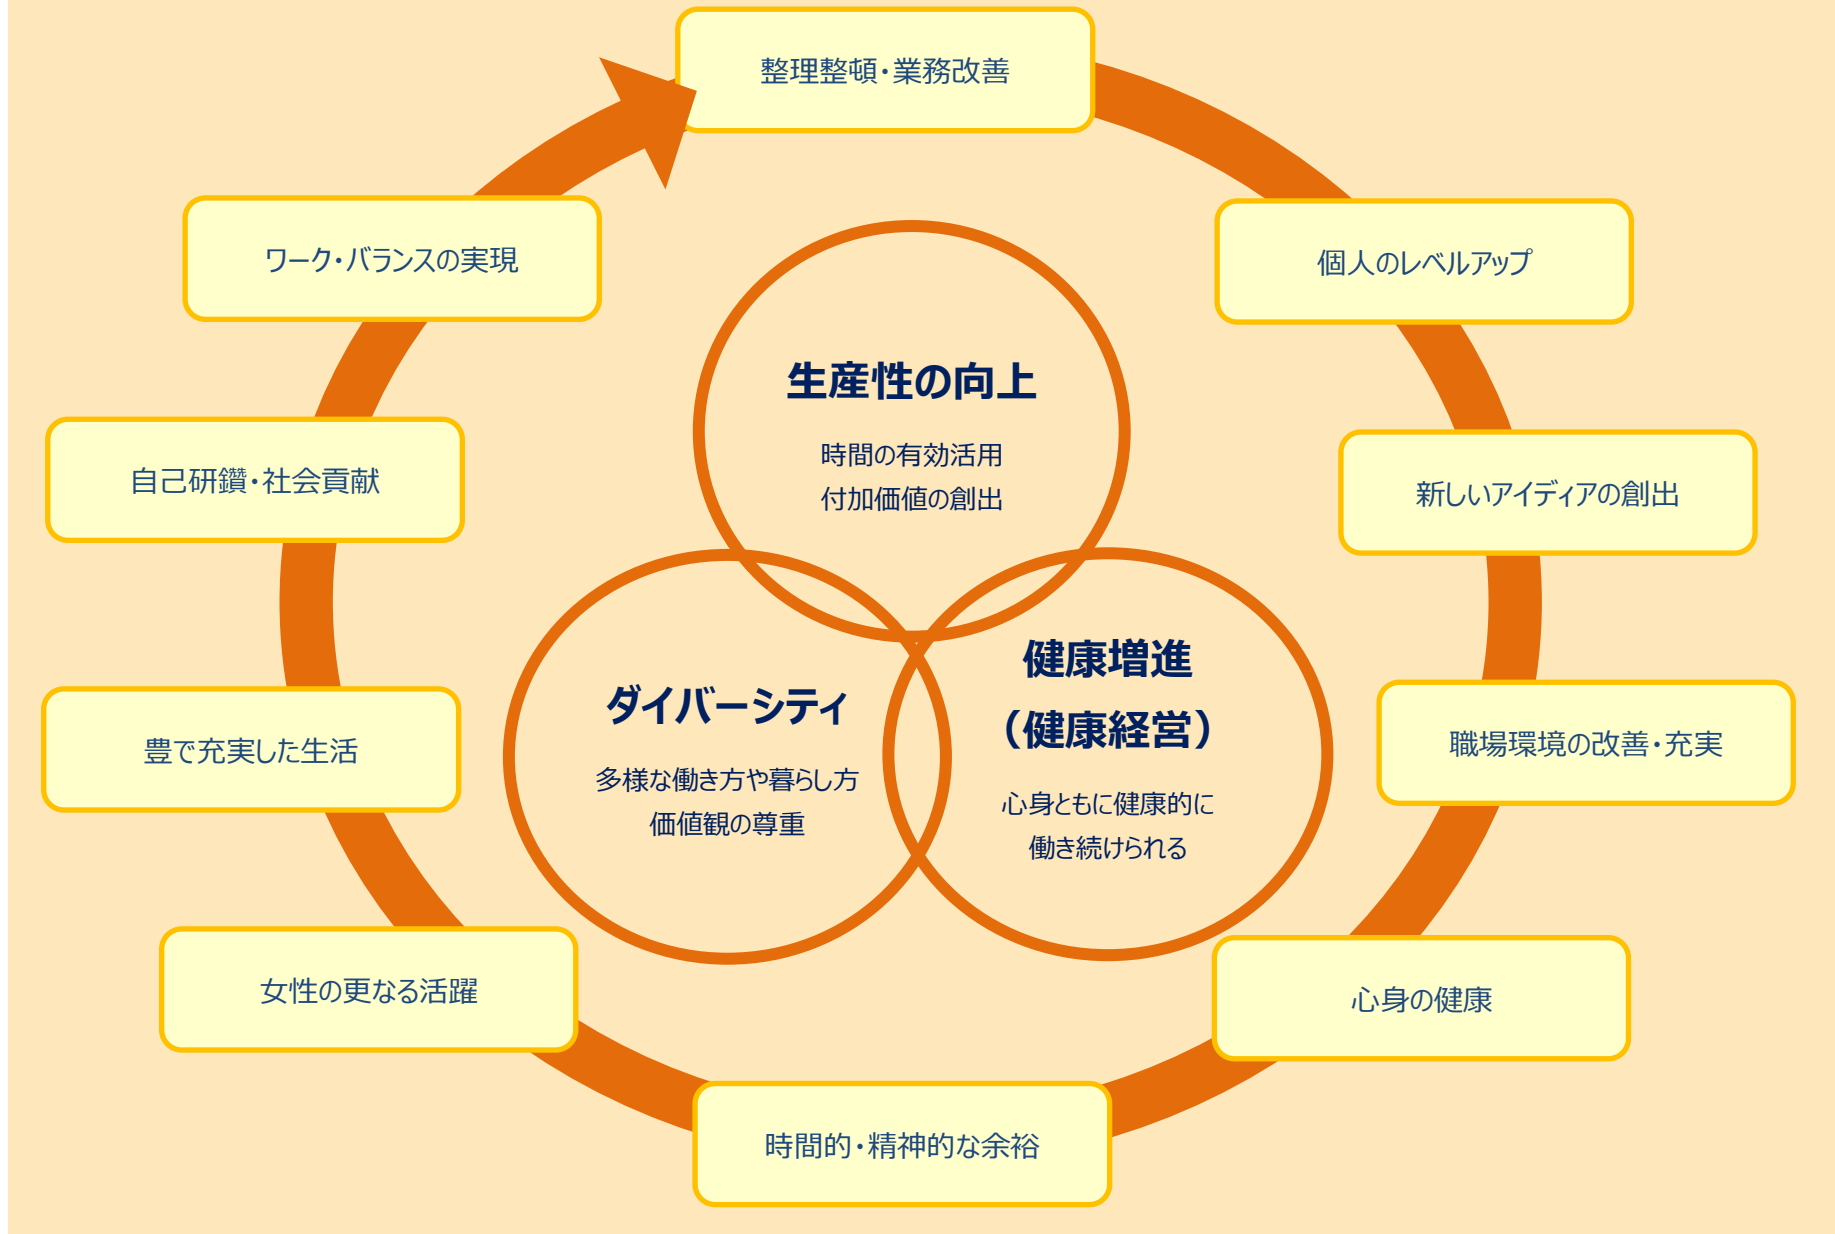 整理整頓・業務改善
個人のレベルアップ
新しいアイディアの創出
職場環境の改善・充実
心身の健康
時間的・精神的な余裕
女性の更なる活躍
豊で充実した生活
自己研鑽・社会貢献
ワーク・バランスの実現
生産性の向上
時間の有効活用
付加価値の創出
ダイバーシティ
多様な働き方や暮らし方
価値観の尊重
健康増進
（健康経営）
心身ともに健康的に
働き続けられる